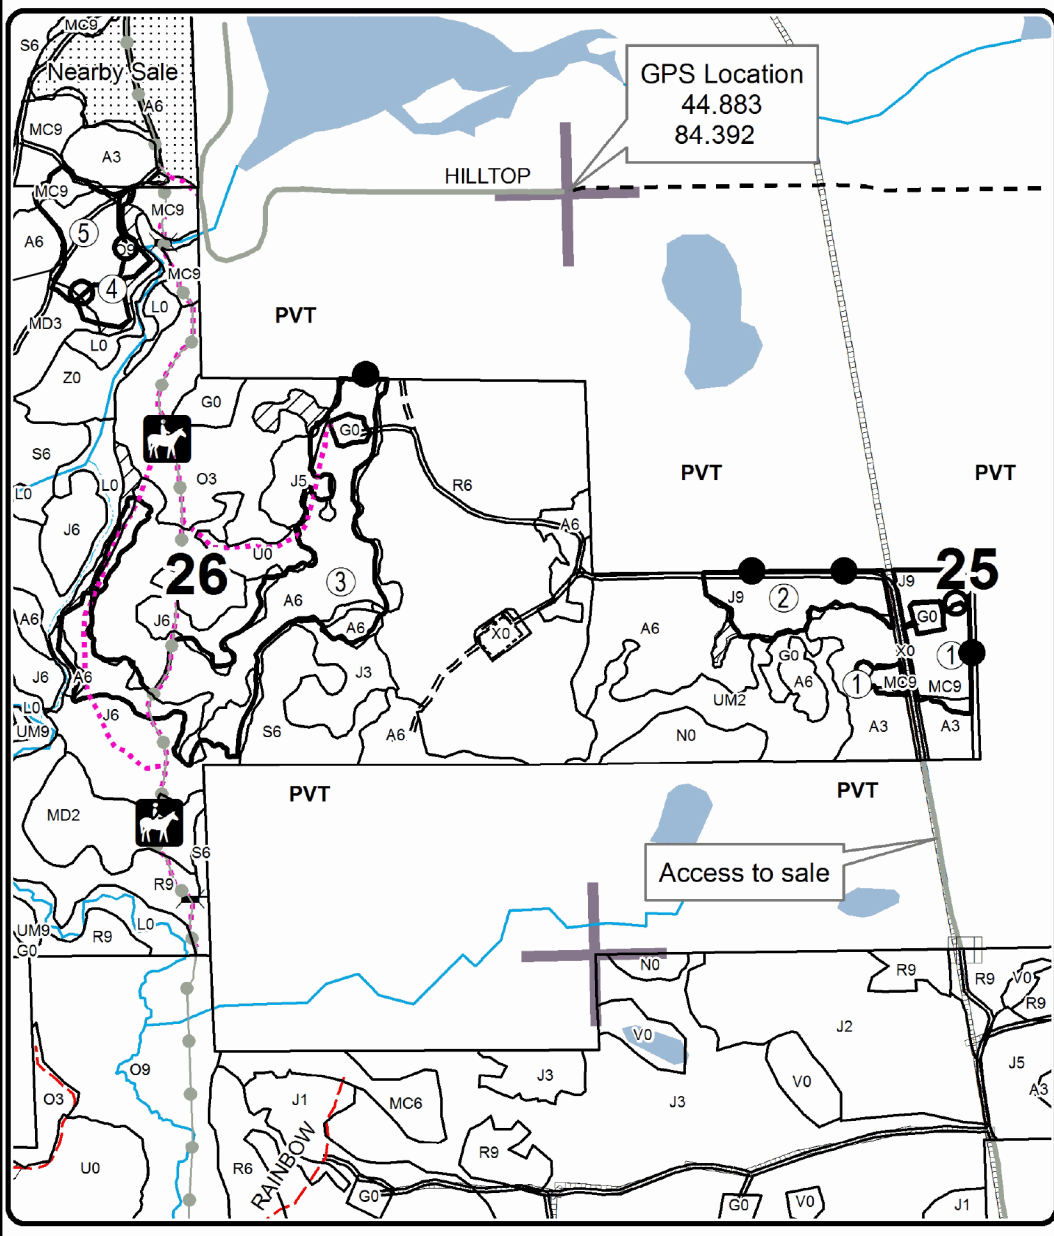 MC9
S6
Nearby Sale
A6
GPS Location
44.883
84.392
MC9
A3
HILLTOP
MC9
MC9
A6
5
O9
MC9
4
L0
PVT
MD3
L0
Z0
G0
G0
S6
O3
J5
R6
PVT
PVT
L0
L0
J6
A6
U0
26
3
25
J9
J9
2
A6
A6
J6
A6
X0
A6
G0
X0
G0
1
J6
A6
J3
A6
1
MC9
MC9
L0
J6
UM2
UM9
S6
A6
N0
A3
A3
PVT
PVT
MD2
S6
Access to sale
R9
UM9
R9
L0
G0
N0
R9
R9
V0
R9
V0
J2
O9
J3
J5
O3
J1
MC6
J3
V0
A3
U0
R6
RAINBOW
R9
G0
G0
V0
J1